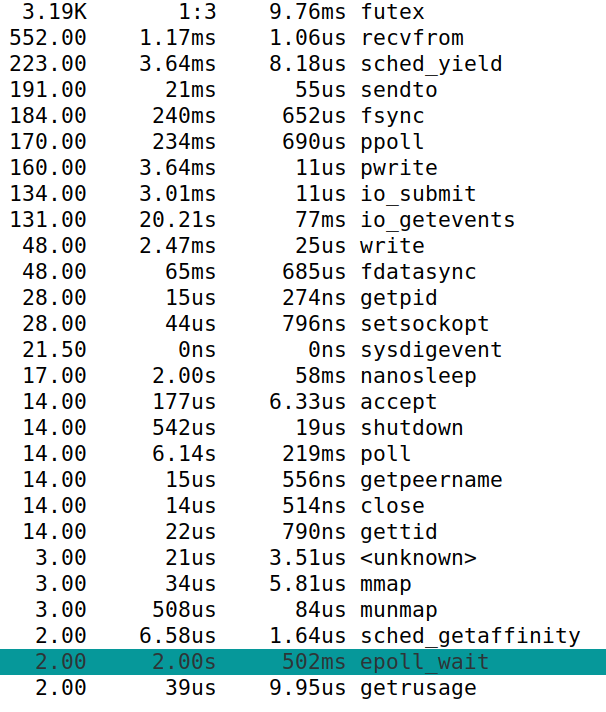 3.19K 1:3 9.76ms futex
552.00 1.17ms 1.06us recvfrom
223.00 3.64ms 8.18us sched_yield
191.00 21ms 55us sendto
184.00 240ms 652us fsync
170.00 234ms 690us ppoll
160.00 3.64ms 11us pwrite
134.00 3.01ms 11us io_submit
131.00 20.21s 77ms io_getevents
48.00 2.47ms 25us write
48.00 65ms 685us fdatasync
28.00 15us 274ns getpid
28.00 44us 796ns setsockopt
21.50 0ns 0ns sysdigevent
17.00 2.00s 58ms nanosleep
14.00 177us 6.33us accept
14.00 542us 19us shutdown
14.00 6.14s 219ms poll
14.00 15us 556ns getpeername
14.00 14us 514ns close
14.00 22us 790ns gettid
3.00 21us 3.51us <unknown>
3.00 34us 5.81us mmap
3.00 508us 84us munmap
2.00 6.58us 1.64us sched_getaffinity
2.00 2.00s 502ms epoll_wait
2.00 39us 9.95us getrusage